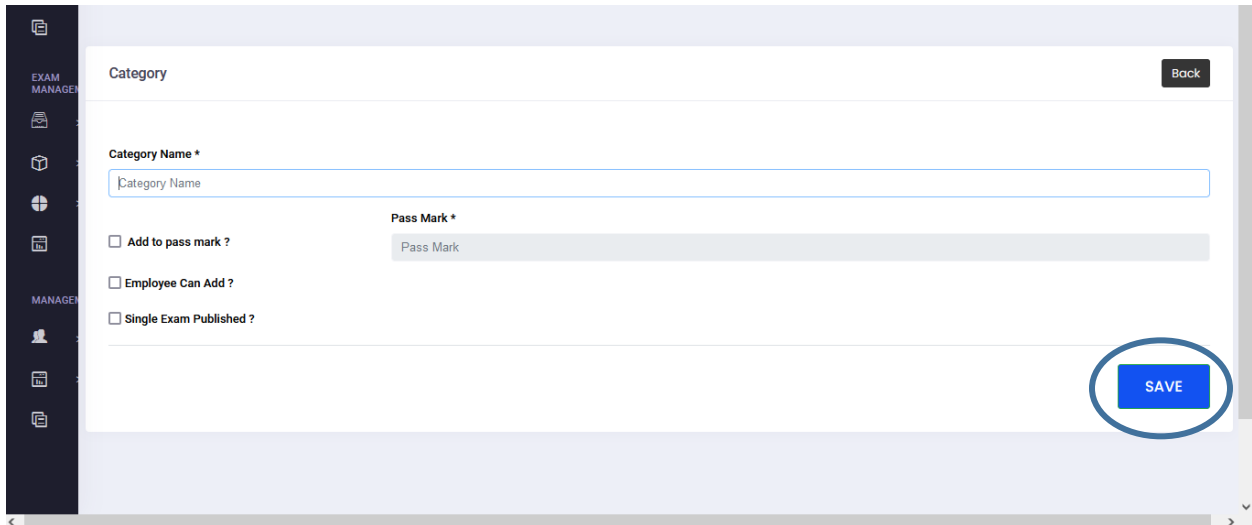 EXAM
MANAGEM
Category
Back
Category Name *
Category Name
Pass Mark *
Add to pass mark ?
Pass Mark
Employee Can Add ?
MANAGEM
Single Exam Published ?
SAVE